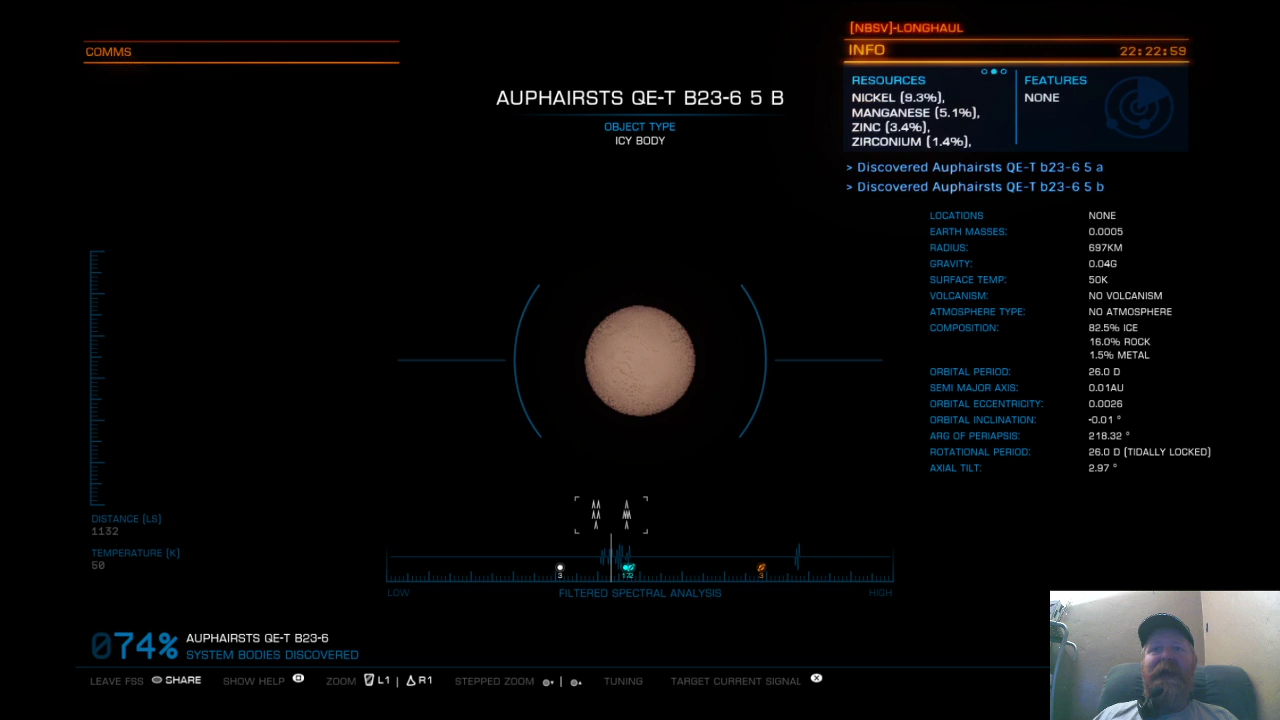 [NBSV]-LONGHAUL
COMMS
INFO 22:22:59
RESOURCES
NICKEL (9.3%),
MANGANESE (5.1%),
ZINC (3.4%),
ZIRCONIUM (1.4%),
FEATURES
NONE
AUPHAIRSTS QE-T B23-6 5 B
OBJECT TYPE
ICY BODY
> Discovered Auphairsts QE-T b23-6 5 a
> Discovered Auphairsts QE-T b23-6 5 b
LOCATIONS NONE
EARTH MASSES: 0.0005
RADIUS: 697KM
GRAVITY: 0.04G
SURFACE TEMP: 50K
VOLCANISM: NO VOLCANISM
ATMOSPHERE TYPE: NO ATMOSPHERE
COMPOSITION: 82.5% ICE
16.0% ROCK
1.5% METAL
ORBITAL PERIOD: 26.0 D
SEMI MAJOR AXIS: 0.01AU
ORBITAL ECCENTRICITY: 0.0026
ORBITAL INCLINATION: -0.01 °
ARG OF PERIAPSIS: 218.32 °
ROTATIONAL PERIOD: 26.0 D (TIDALLY LOCKED)
AXIAL TILT: 2.97 °
DISTANCE (LS)
1132
TEMPERATURE (K)
50
3 3
LOW FILTERED SPECTRAL ANALYSIS HIGH
074% AUPHAIRSTS QE-T B23-6
SYSTEM BODIES DISCOVERED
LEAVE FSS SHARE SHOW HELP ZOOM L1 | R1 STEPPED ZOOM | TUNING TARGET CURRENT SIGNAL